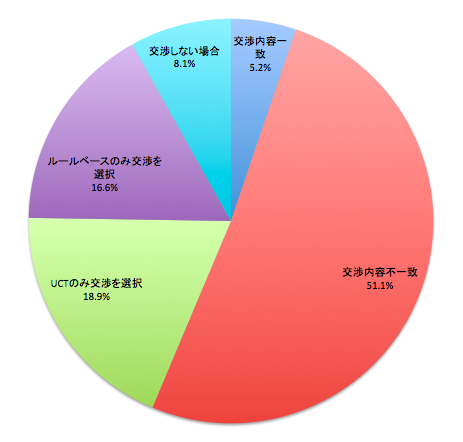 交渉内容一
致
5.2%
交渉内容不一致
51.1%
UCTのみ交渉を選択
18.9%
ルールベースのみ交渉を
選択
16.6%
交渉しない場合
8.1%